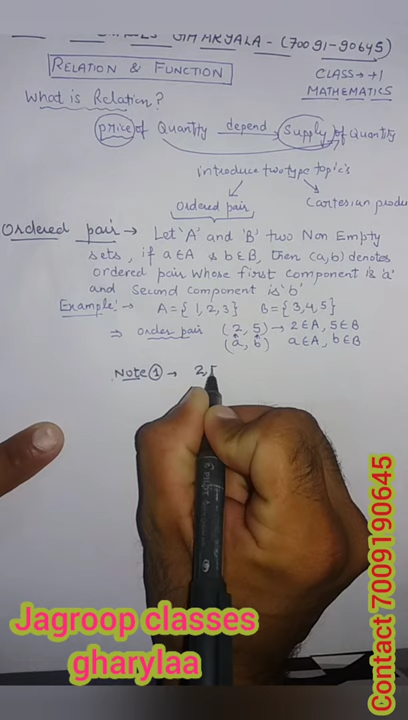 GHARYALA - (70091-90645)
RELATION & FUNCTION
CLASS → +1
MATHEMATICS
What is Relation?
price of Quantity depend Supply of Quantity
introduce two type topic's
Ordered pair
Cartesian produ
Ordered pair → Let 'A' and 'B' two Non Empty
sets, if a∈A & b∈B, then (a,b) denotes
ordered pair whose first component is 'a'
and second component is 'b'
Example:→ A={1,2,3} B={3,4,5}
⇒ order pair (2,5) → 2∈A, 5∈B
(a, b) a∈A, b∈B
Note ① → 2,
Jagroop classes
gharylaa
Contact 7009190645